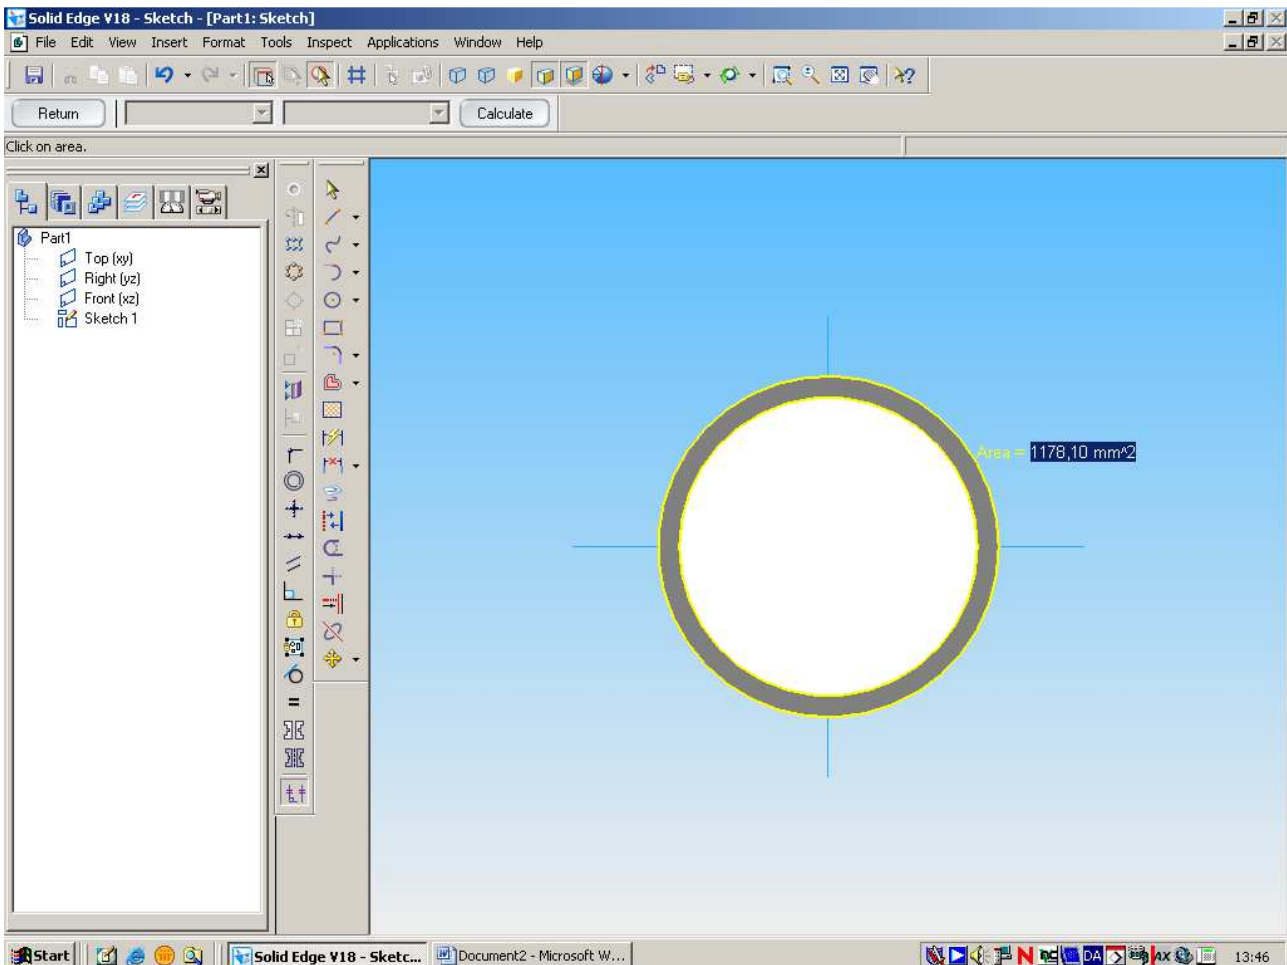 Solid Edge V18 - Sketch - [Part1: Sketch]
File Edit View Insert Format Tools Inspect Applications Window Help
Return Calculate
Click on area.
Part1
Top (xy)
Right (yz)
Front (xz)
Sketch 1
Area = 1178,10 mm^2
Start Solid Edge V18 - Sketc... Document2 - Microsoft W... DA 13:46